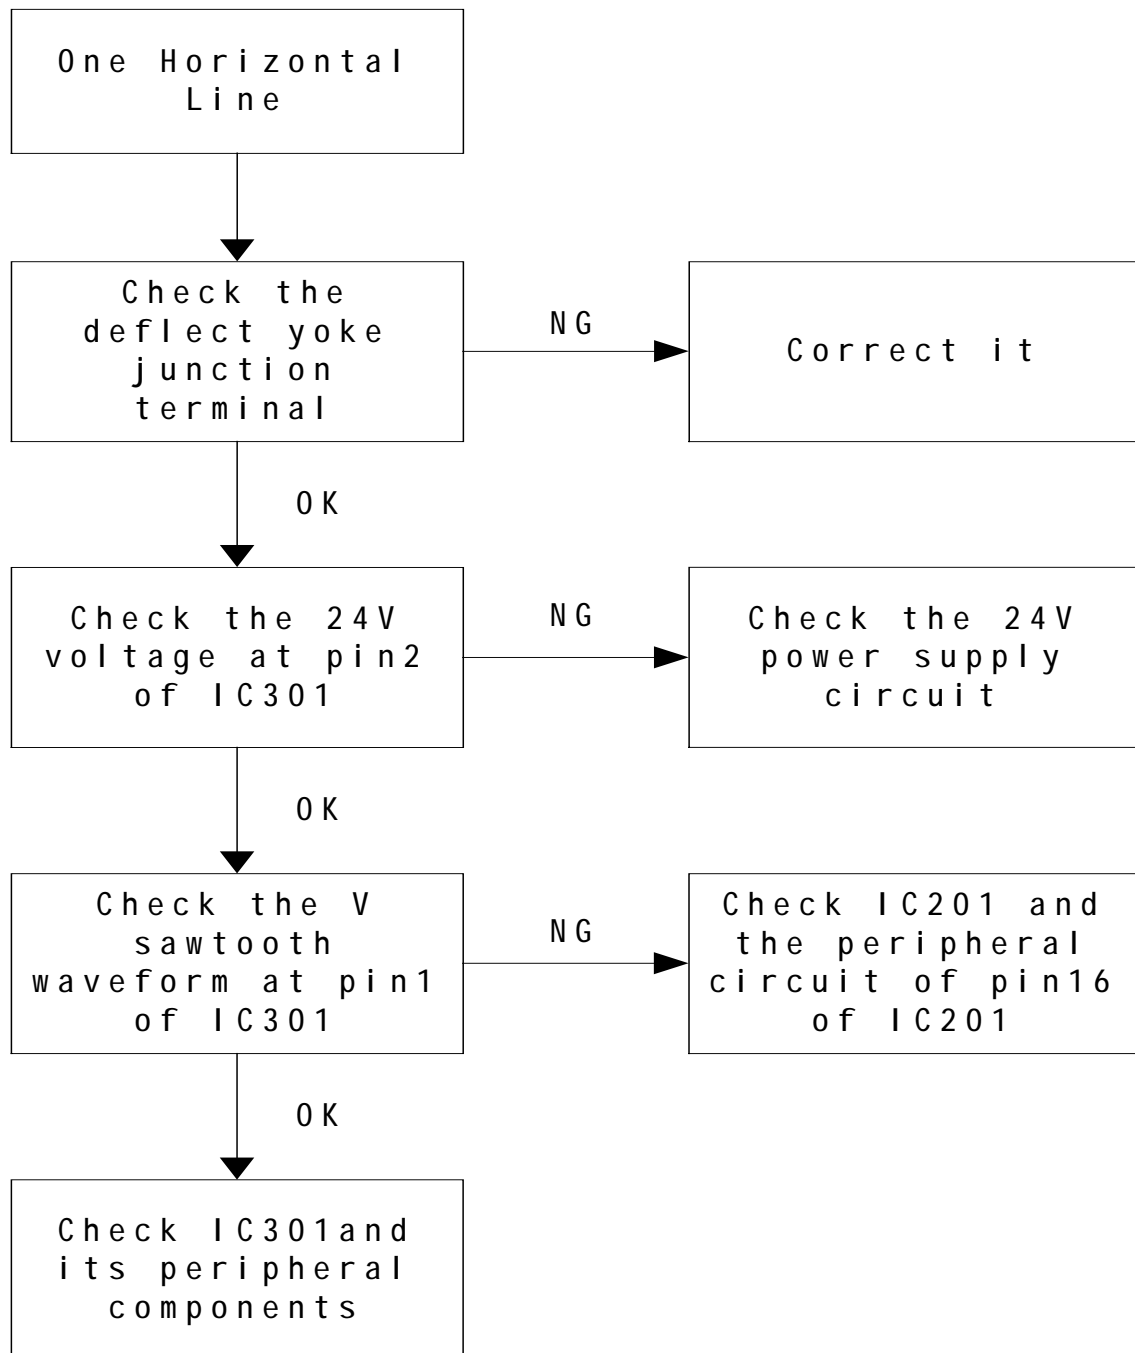 One Horizontal
Line
Check the
deflect yoke
junction
terminal
NG
Correct it
OK
Check the 24V
voltage at pin2
of IC301
NG
Check the 24V
power supply
circuit
OK
Check the V
sawtooth
waveform at pin1
of IC301
NG
Check IC201 and
the peripheral
circuit of pin16
of IC201
OK
Check IC301and
its peripheral
components